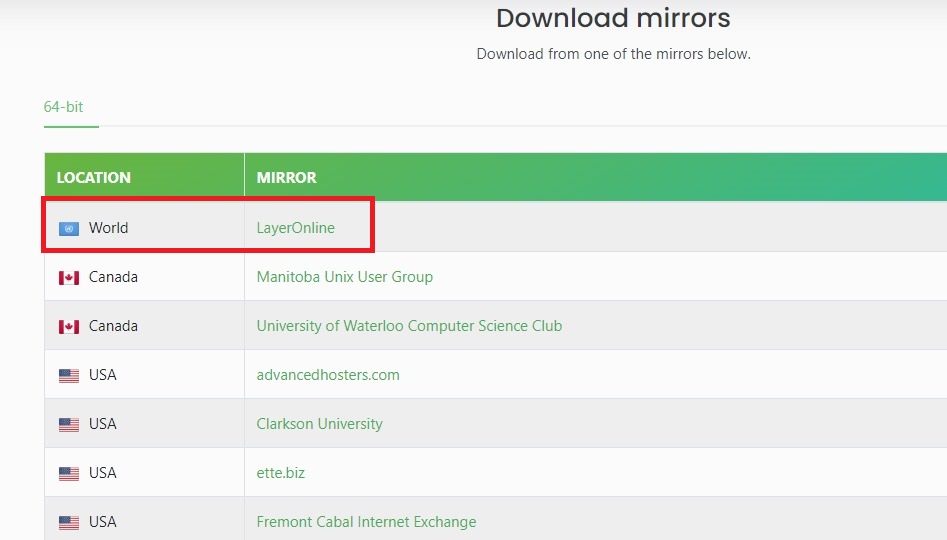 Download mirrors
Download from one of the mirrors below.
64-bit
LOCATION MIRROR
World LayerOnline
Canada Manitoba Unix User Group
Canada University of Waterloo Computer Science Club
USA advancedhosters.com
USA Clarkson University
USA ette.biz
USA Fremont Cabal Internet Exchange